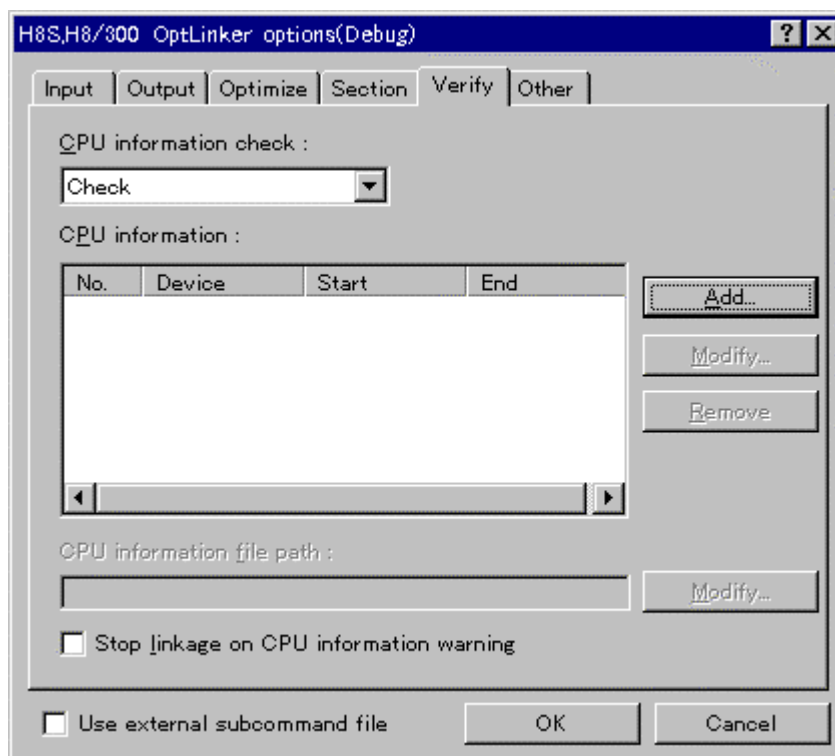 H8S,H8/300 OptLinker options(Debug)
Input Output Optimize Section Verify Other
CPU information check :
Check
CPU information :
No. Device Start End
Add...
Modify...
Remove
CPU information file path :
Modify...
Stop linkage on CPU information warning
Use external subcommand file OK Cancel